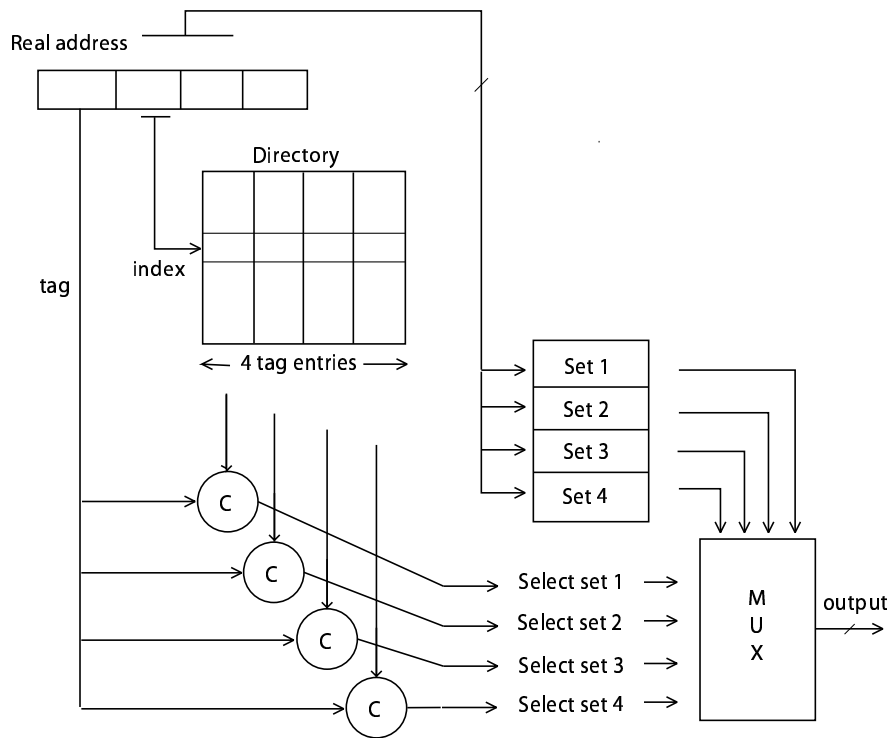 Real address
Directory
index
tag
4 tag entries
Set 1
Set 2
Set 3
Set 4
C
C
C
C
Select set 1
Select set 2
Select set 3
Select set 4
M
U
X
output